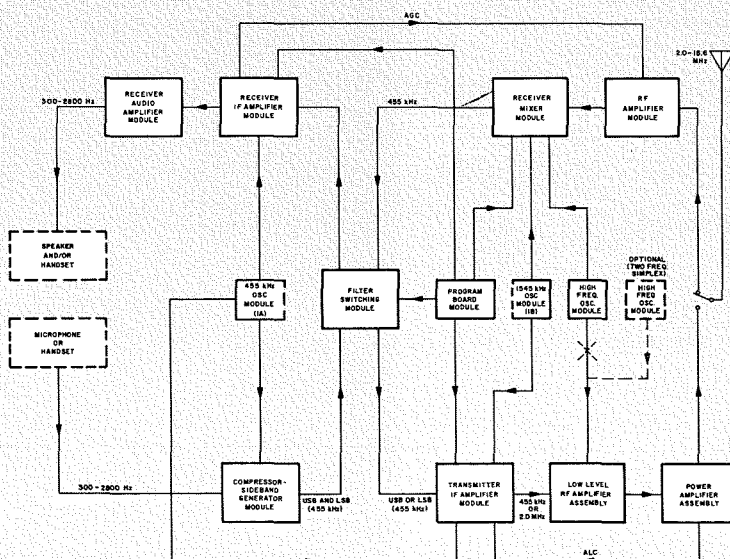 AGC
2.0-15.6
MHz
RECEIVER
AUDIO
AMPLIFIER
MODULE
300-2800 Hz
RECEIVER
IF AMPLIFIER
MODULE
455 kHz
RECEIVER
MIXER
MODULE
RF
AMPLIFIER
MODULE
SPEAKER
AND/OR
HANDSET
MICROPHONE
OR
HANDSET
455 kHz
OSC
MODULE
(1A)
FILTER
SWITCHING
MODULE
PROGRAM
BOARD
MODULE
1545 kHz
OSC
MODULE
(1B)
HIGH
FREQ.
OSC.
MODULE
OPTIONAL
(TWO FREQ.
SIMPLEX)
HIGH
FREQ
OSC.
MODULE
300-2800 Hz
COMPRESSOR-
SIDEBAND
GENERATOR
MODULE
USB AND LSB
(455 kHz)
USB OR LSB
(455 kHz)
TRANSMITTER
IF AMPLIFIER
MODULE
455 kHz
OR
2.0 MHz
LOW LEVEL
RF AMPLIFIER
ASSEMBLY
POWER
AMPLIFIER
ASSEMBLY
ALC